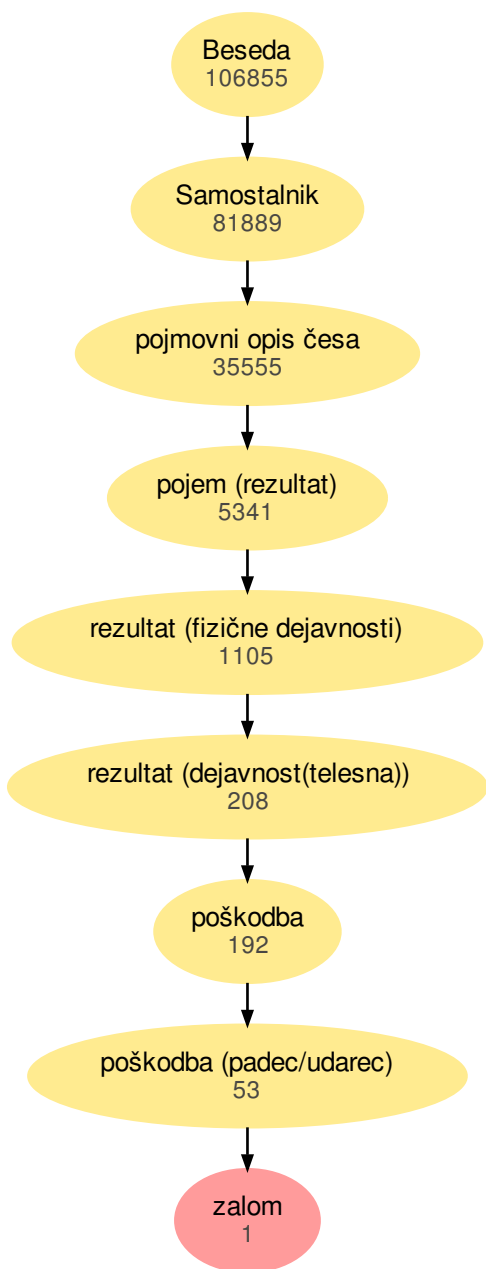 Beseda
106855
Samostalnik
81889
pojmovni opis česa
35555
pojem (rezultat)
5341
rezultat (fizične dejavnosti)
1105
rezultat (dejavnost(telesna))
208
poškodba
192
poškodba (padec/udarec)
53
zalom
1